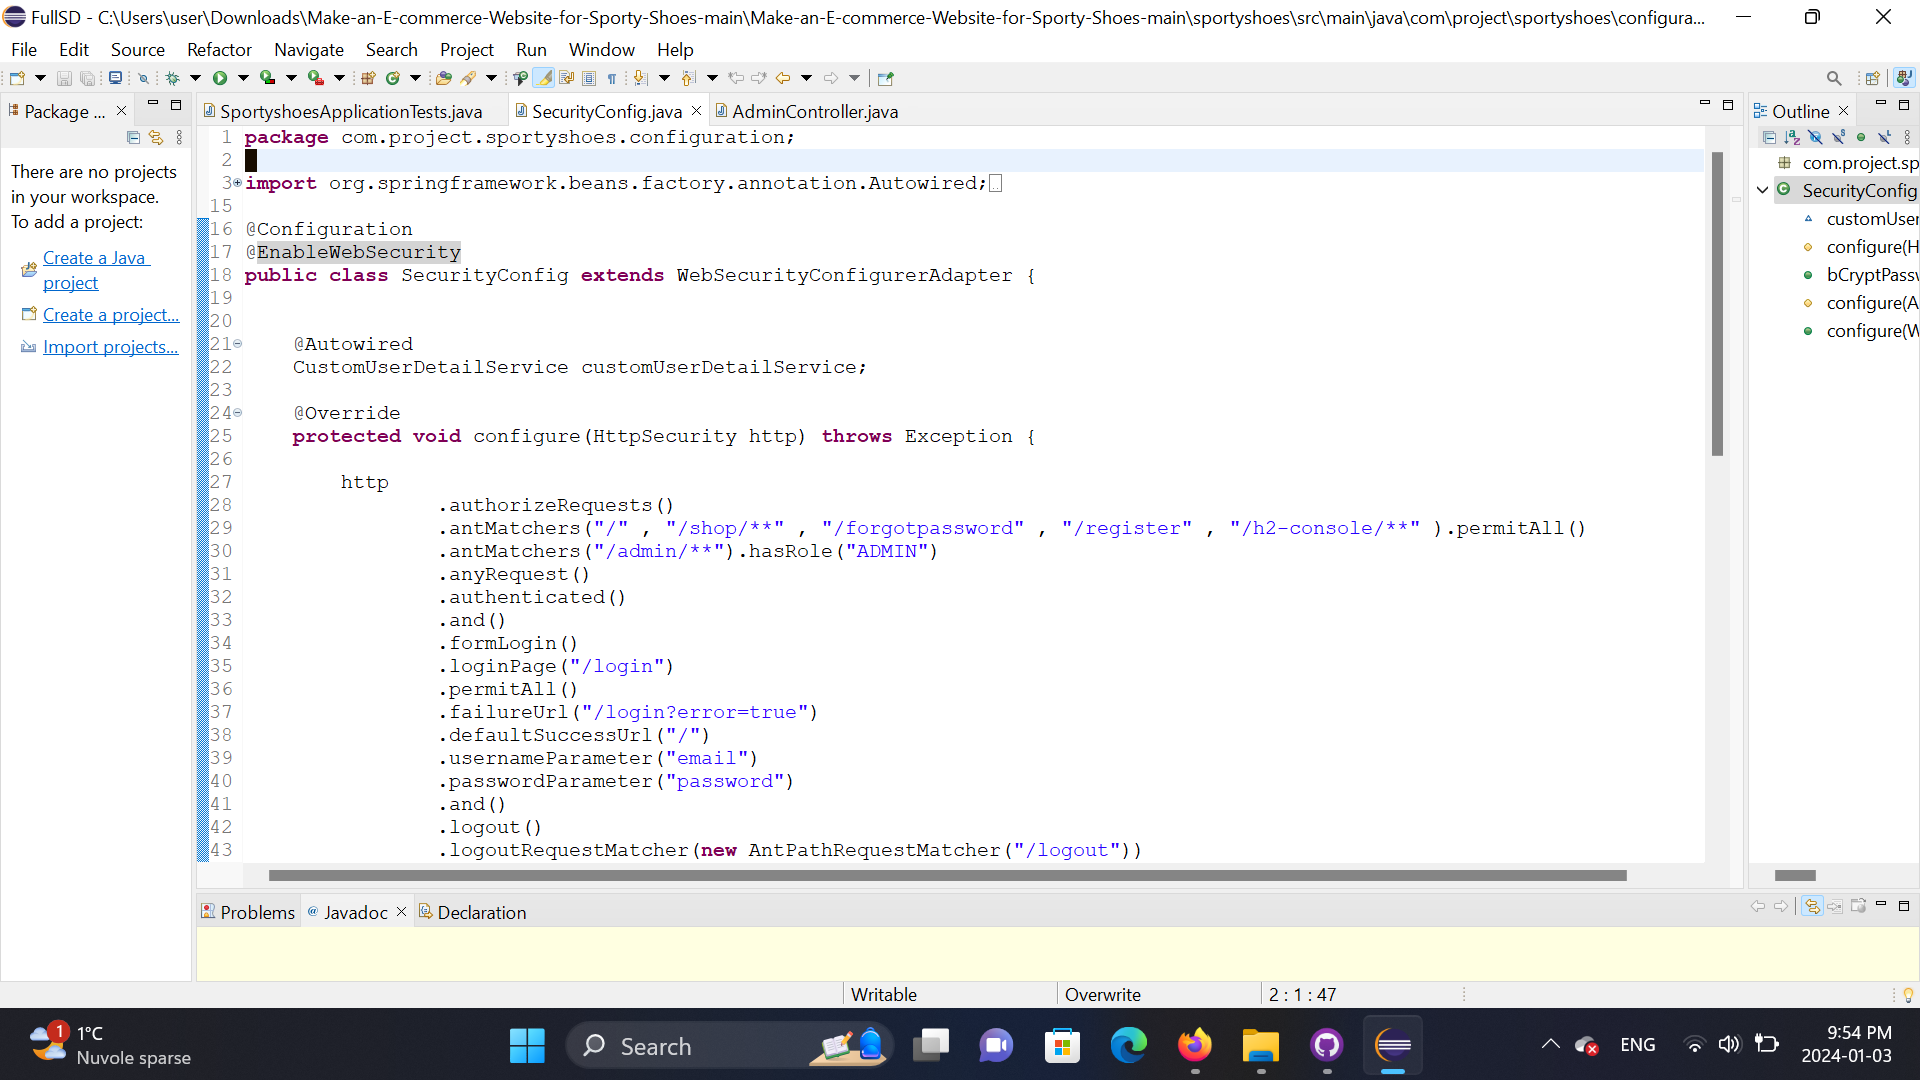 FullSD - C:\Users\user\Downloads\Make-an-E-commerce-Website-for-Sporty-Shoes-main\Make-an-E-commerce-Website-for-Sporty-Shoes-main\sportyshoes\src\main\java\com\project\sportyshoes\configura...
File Edit Source Refactor Navigate Search Project Run Window Help
Package ...
There are no projects
in your workspace.
To add a project:
Create a Java
project
Create a project...
Import projects...
SportyshoesApplicationTests.java SecurityConfig.java AdminController.java
1 package com.project.sportyshoes.configuration;
2
3 import org.springframework.beans.factory.annotation.Autowired;
15
16 @Configuration
17 @EnableWebSecurity
18 public class SecurityConfig extends WebSecurityConfigurerAdapter {
19
20
21 @Autowired
22 CustomUserDetailService customUserDetailService;
23
24 @Override
25 protected void configure(HttpSecurity http) throws Exception {
26
27 http
28 .authorizeRequests()
29 .antMatchers("/" , "/shop/**" , "/forgotpassword" , "/register" , "/h2-console/**" ).permitAll()
30 .antMatchers("/admin/**").hasRole("ADMIN")
31 .anyRequest()
32 .authenticated()
33 .and()
34 .formLogin()
35 .loginPage("/login")
36 .permitAll()
37 .failureUrl("/login?error=true")
38 .defaultSuccessUrl("/")
39 .usernameParameter("email")
40 .passwordParameter("password")
41 .and()
42 .logout()
43 .logoutRequestMatcher(new AntPathRequestMatcher("/logout"))
Outline
com.project.sp
SecurityConfig
customUser
configure(H
bCryptPassw
configure(A
configure(W
Problems @ Javadoc Declaration
Writable Overwrite 2 : 1 : 47
1
1°C
Nuvole sparse
Search
ENG
9:54 PM
2024-01-03